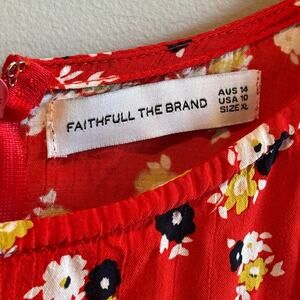 FAITHFULL THE BRAND
AUS 14
USA 10
SIZE XL